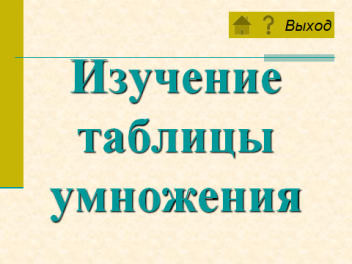 Выход
Изучение
таблицы
умножения